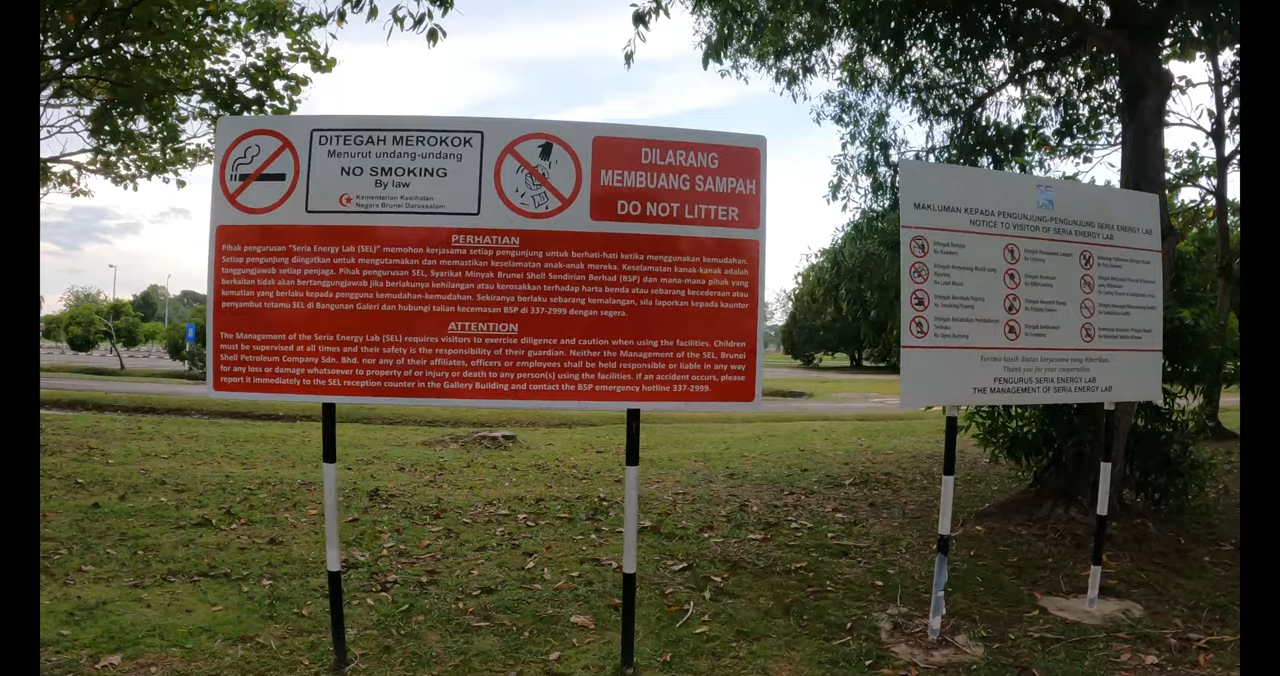 DITEGAH MEROKOK
Menurut undang-undang
NO SMOKING
By law
Kementerian Kesihatan
Negara Brunei Darussalam
DILARANG
MEMBUANG SAMPAH
DO NOT LITTER
PERHATIAN
Pihak pengurusan "Seria Energy Lab (SEL)" memohon kerjasama setiap pengunjung untuk berhati-hati ketika menggunakan kemudahan.
Setiap pengunjung diingatkan untuk mengutamakan dan memastikan keselamatan anak-anak mereka. Keselamatan kanak-kanak adalah
tanggungjawab setiap penjaga. Pihak pengurusan SEL, Syarikat Minyak Brunei Shell Sendirian Berhad (BSP) dan mana-mana pihak yang
berkaitan tidak akan bertanggungjawab jika berlakunya kehilangan atau kerosakkan terhadap harta benda atau sebarang kecederaan atau
kematian yang berlaku kepada pengguna kemudahan-kemudahan. Sekiranya berlaku sebarang kemalangan, sila laporkan kepada kaunter
penyambut tetamu SEL di Bangunan Galeri dan hubungi talian kecemasan BSP di 337-2999 dengan segera.
ATTENTION
The Management of the Seria Energy Lab (SEL) requires visitors to exercise diligence and caution when using the facilities. Children
must be supervised at all times and their safety is the responsibility of their guardian. Neither the Management of the SEL, Brunei
Shell Petroleum Company Sdn. Bhd. nor any of their affiliates, officers or employees shall be held responsible or liable in any way
for any loss or damage whatsoever to property of or injury or death to any person(s) using the facilities. If an accident occurs, please
report it immediately to the SEL reception counter in the Gallery Building and contact the BSP emergency hotline 337-2999.
MAKLUMAN KEPADA PENGUNJUNG-PENGUNJUNG SERIA ENERGY LAB
NOTICE TO VISITOR OF SERIA ENERGY LAB
No Littering
No Loud Music
No Smoking/Vaping
No Camping
Terima kasih diatas kerjasama yang diberikan.
Thank you for your cooperation.
PENGURUS SERIA ENERGY LAB
THE MANAGEMENT OF SERIA ENERGY LAB